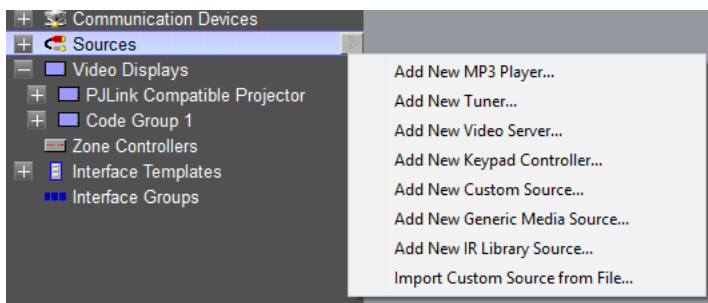 Communication Devices
Sources
Video Displays
PJLink Compatible Projector
Code Group 1
Zone Controllers
Interface Templates
Interface Groups
Add New MP3 Player...
Add New Tuner...
Add New Video Server...
Add New Keypad Controller...
Add New Custom Source...
Add New Generic Media Source...
Add New IR Library Source...
Import Custom Source from File...